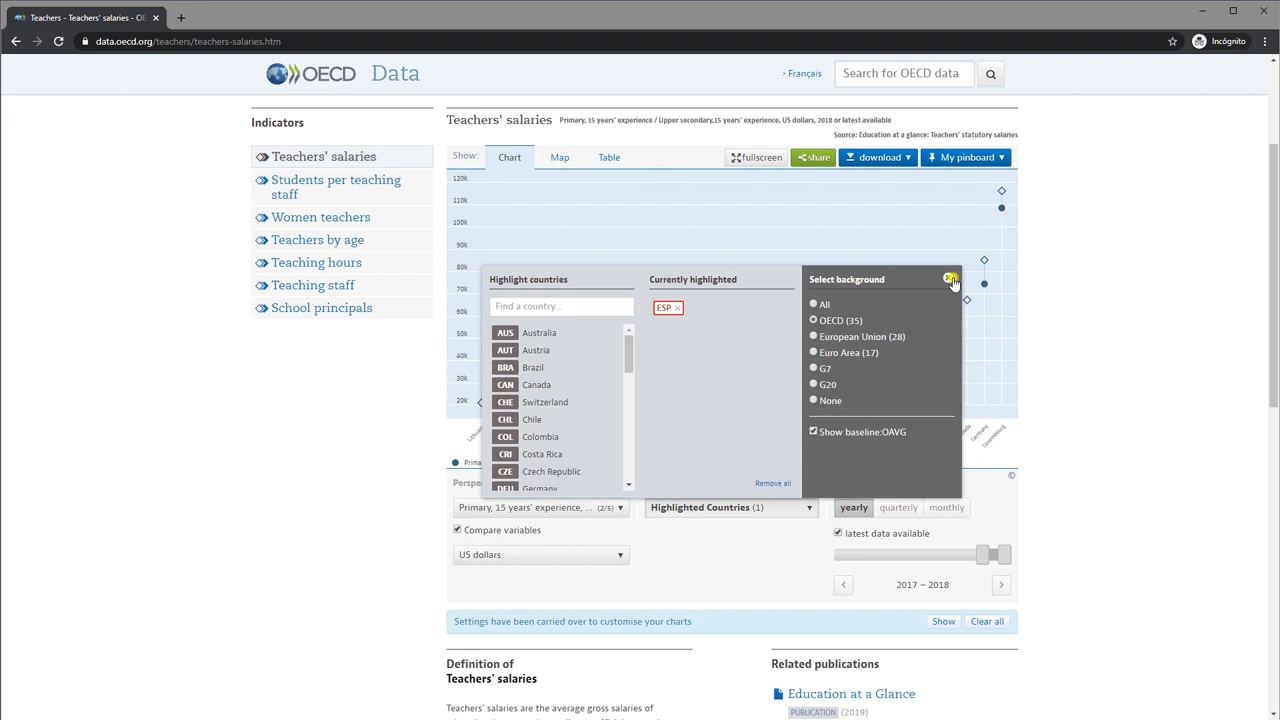 Teachers - Teachers' salaries - OE
data.oecd.org/teachers/teachers-salaries.htm
Incógnito
OECD Data
Français
Search for OECD data
Indicators
Teachers' salaries
Students per teaching
staff
Women teachers
Teachers by age
Teaching hours
Teaching staff
School principals
Teachers' salaries Primary, 15 years' experience / Upper secondary,15 years' experience, US dollars, 2018 or latest available
Source: Education at a glance: Teachers' statutory salaries
Show: Chart Map Table fullscreen share download My pinboard
120k
110k
100k
90k
80k
70k
60k
50k
40k
30k
20k
Highlight countries
Find a country...
AUS Australia
AUT Austria
BRA Brazil
CAN Canada
CHE Switzerland
CHL Chile
COL Colombia
CRI Costa Rica
CZE Czech Republic
DEU Germany
Currently highlighted
ESP ×
Remove all
Select background
All
OECD (35)
European Union (28)
Euro Area (17)
G7
G20
None
Show baseline:OAVG
Germany
Luxembourg
©
Primary, 15 years' experience, ... (2/5)
Compare variables
US dollars
Highlighted Countries (1)
yearly quarterly monthly
latest data available
2017 – 2018
Settings have been carried over to customise your charts Show Clear all
Definition of
Teachers' salaries
Teachers' salaries are the average gross salaries of
Related publications
Education at a Glance
PUBLICATION (2019)